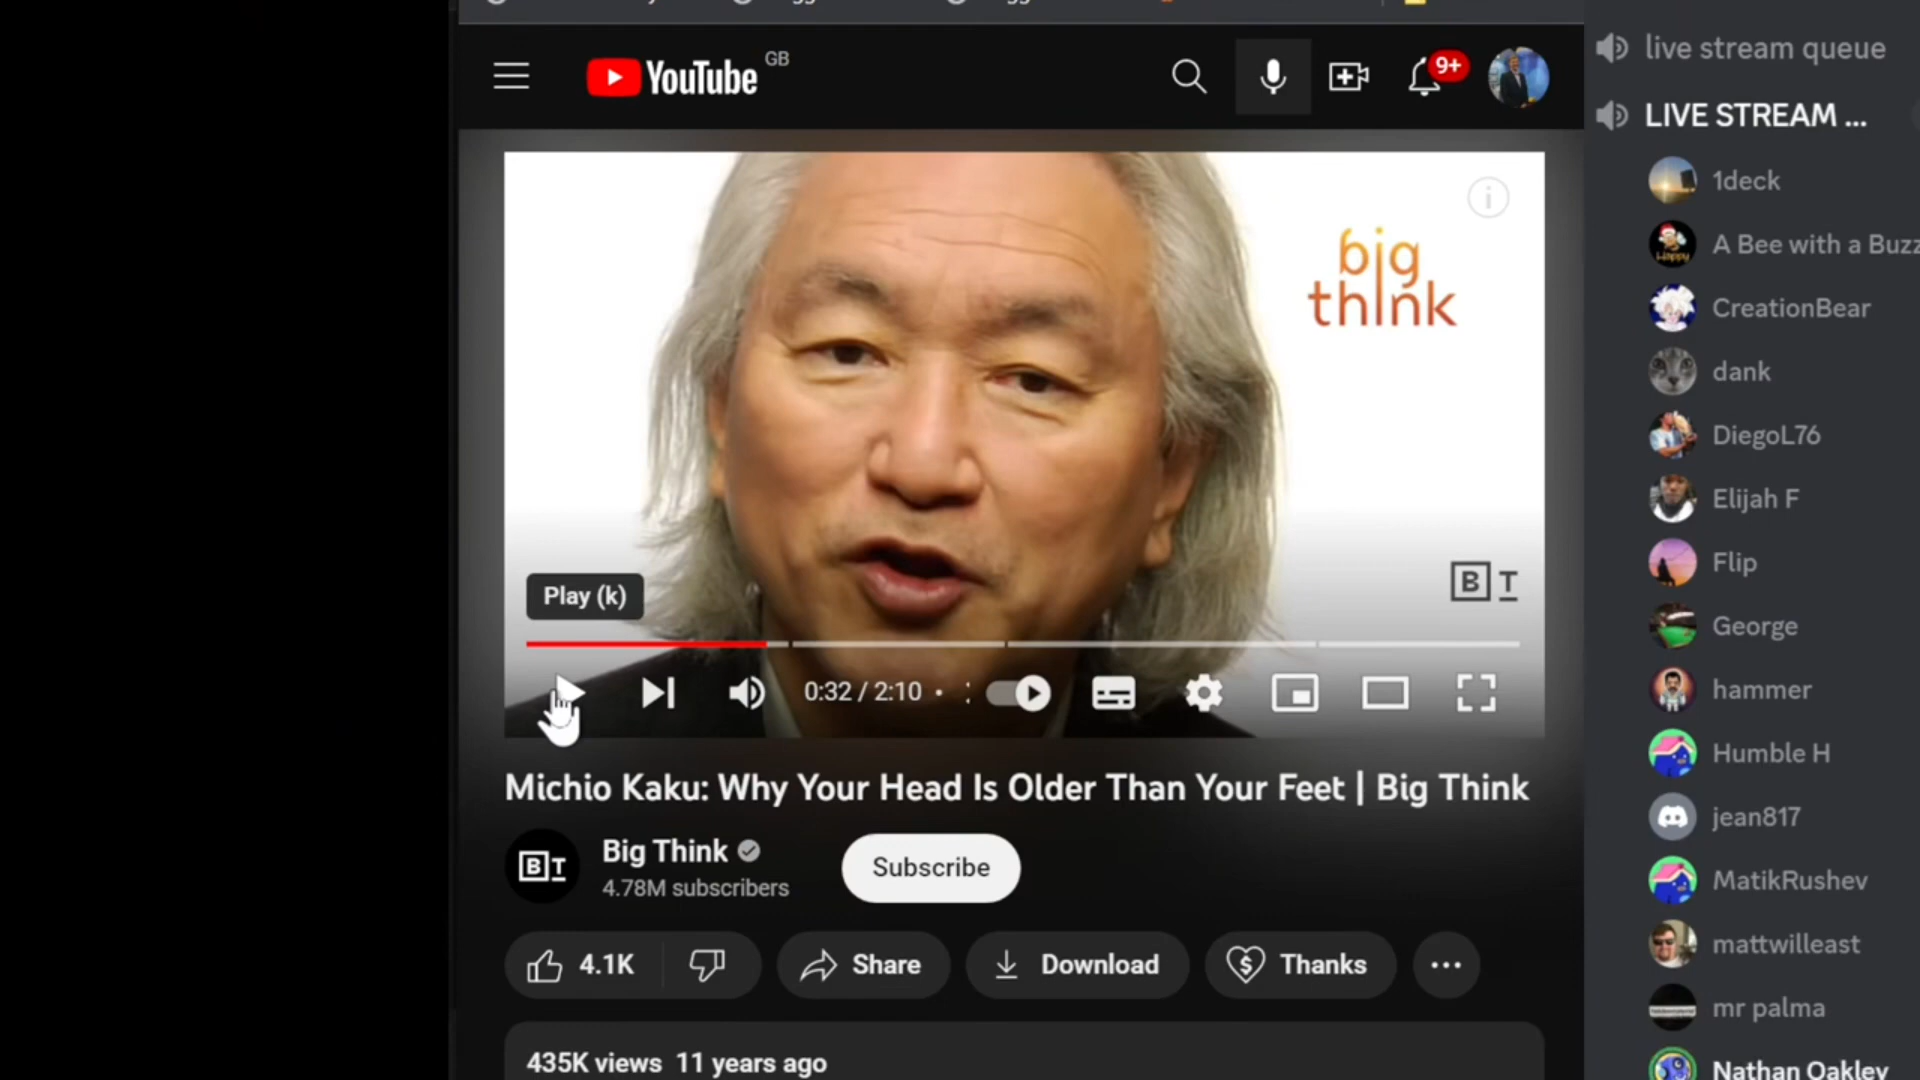 YouTube GB
9+
live stream queue
LIVE STREAM ...
1deck
A Bee with a Buzz
CreationBear
dank
DiegoL76
Elijah F
Flip
George
hammer
Humble H
jean817
MatikRushev
mattwilleast
mr palma
Nathan Oakley
big
think
B T
Play (k)
0:32 / 2:10 • :
Michio Kaku: Why Your Head Is Older Than Your Feet | Big Think
BT
Big Think
4.78M subscribers
Subscribe
4.1K
Share
Download
Thanks
...
435K views 11 years ago